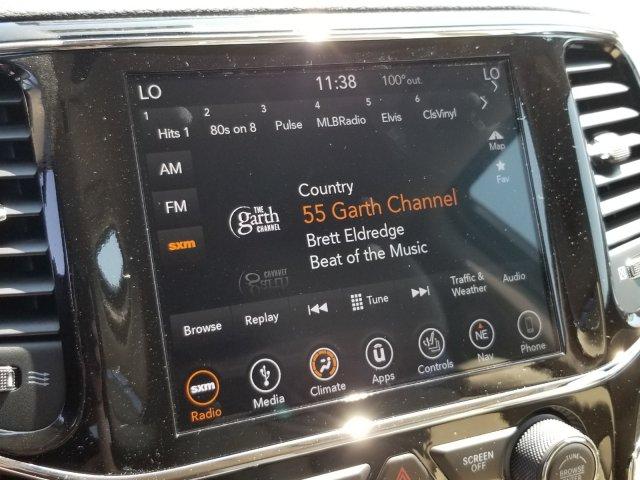 LO 11:38 100° out. LO
1 2 3 4 5 6
Hits 1 80s on 8 Pulse MLBRadio Elvis ClsVinyl
AM
Map
FM
Fav
sxm
THE
garth
CHANNEL
Country
55 Garth Channel
Brett Eldredge
Beat of the Music
Browse Replay Tune Traffic & Weather Audio
sxm
NE
Radio Media Climate Apps Controls Nav Phone
SCREEN
OFF
TUNE
BROWSE